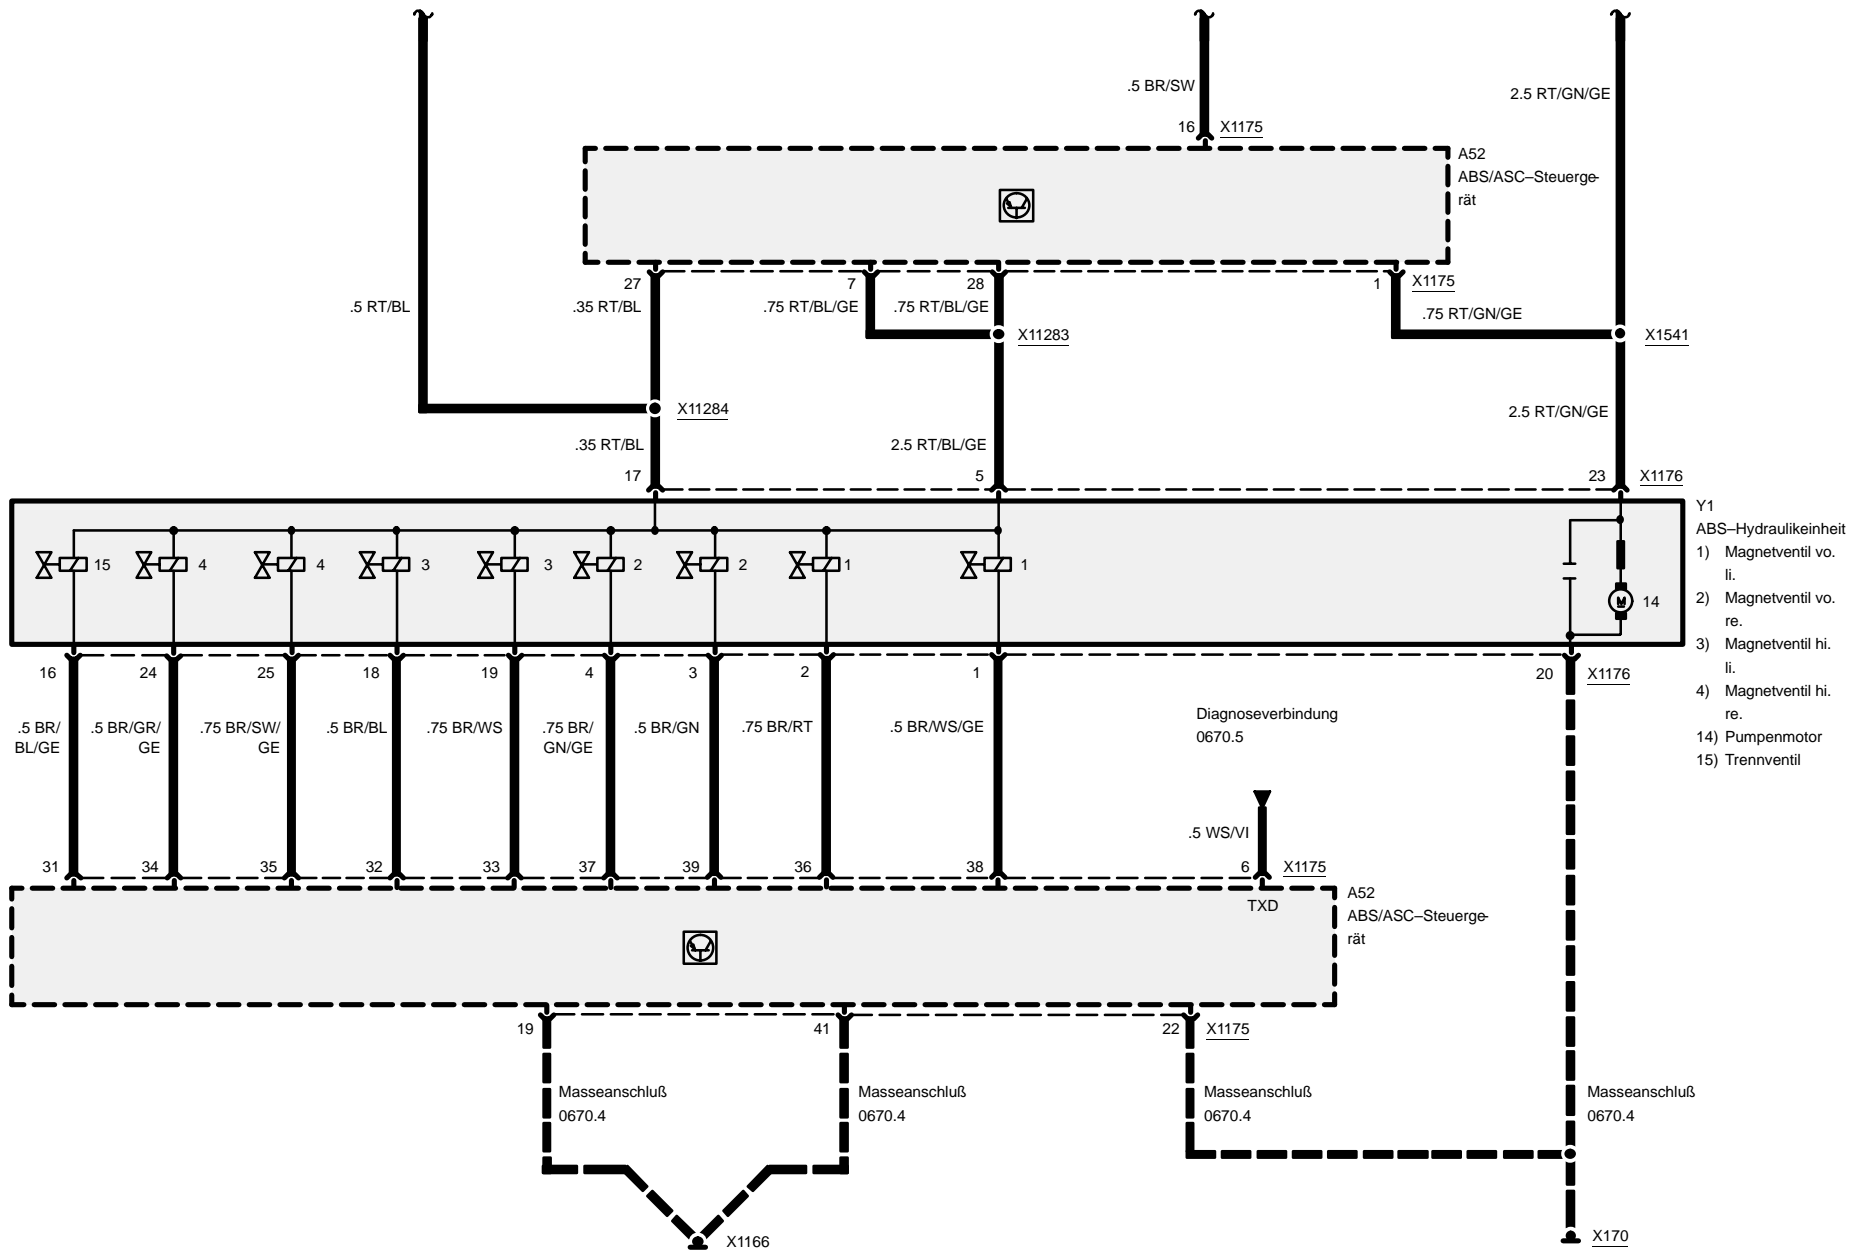 .5 BR/SW
2.5 RT/GN/GE
16 X1175
A52
ABS/ASC–Steuerge-
rät
27 7 28 1 X1175
.5 RT/BL .35 RT/BL .75 RT/BL/GE .75 RT/BL/GE .75 RT/GN/GE
X11283 X1541
X11284 2.5 RT/GN/GE
.35 RT/BL 2.5 RT/BL/GE
17 5 23 X1176
Y1
ABS–Hydraulikeinheit
1) Magnetventil vo.
li.
2) Magnetventil vo.
re.
3) Magnetventil hi.
li.
4) Magnetventil hi.
re.
14) Pumpenmotor
15) Trennventil
15 4 4 3 3 2 2 1 1
M 14
16 24 25 18 19 4 3 2 1 20 X1176
.5 BR/
BL/GE
.5 BR/GR/
GE
.75 BR/SW/
GE
.5 BR/BL
.75 BR/WS
.75 BR/
GN/GE
.5 BR/GN
.75 BR/RT
.5 BR/WS/GE
Diagnoseverbindung
0670.5
.5 WS/VI
31 34 35 32 33 37 39 36 38 6 X1175
TXD
A52
ABS/ASC–Steuerge-
rät
19 41 22 X1175
Masseanschluß
0670.4
Masseanschluß
0670.4
Masseanschluß
0670.4
Masseanschluß
0670.4
X1166 X170